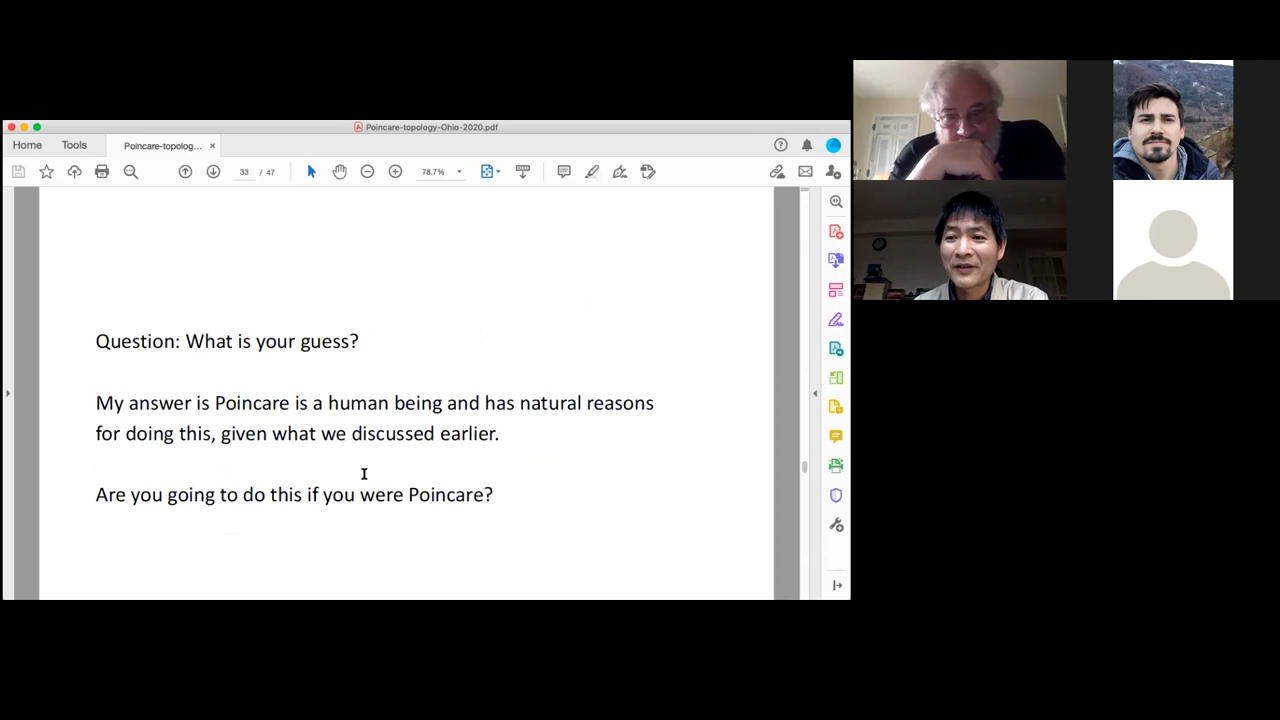 Poincare-topology-Ohio-2020.pdf
Home Tools Poincare-topolog... ×
33 / 47 78.7%
Question: What is your guess?
My answer is Poincare is a human being and has natural reasons
for doing this, given what we discussed earlier.
Are you going to do this if you were Poincare?